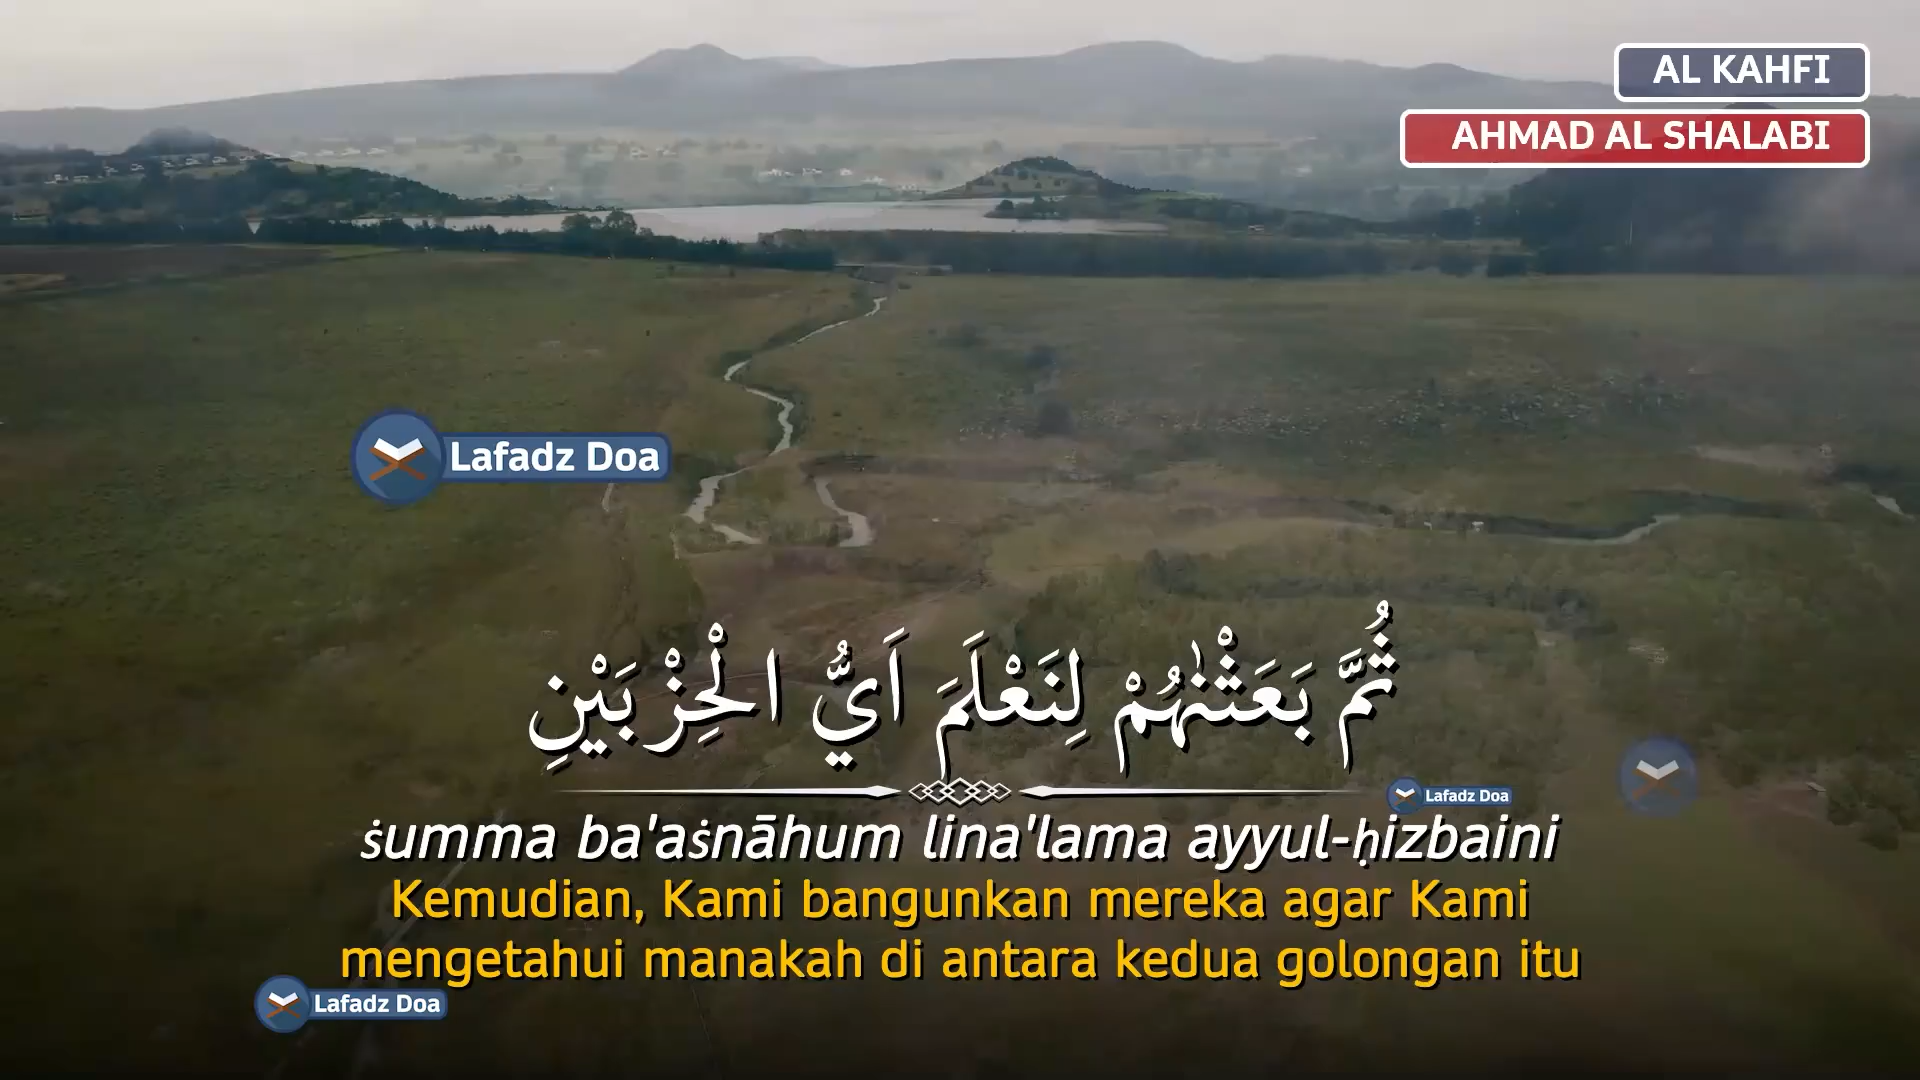 AL KAHFI
AHMAD AL SHALABI
Lafadz Doa
ثُمَّ بَعَثْنٰهُمْ لِنَعْلَمَ اَيُّ الْحِزْبَيْنِ
Lafadz Doa
ṡumma ba'aṡnāhum lina'lama ayyul-ḥizbaini
Kemudian, Kami bangunkan mereka agar Kami
mengetahui manakah di antara kedua golongan itu
Lafadz Doa